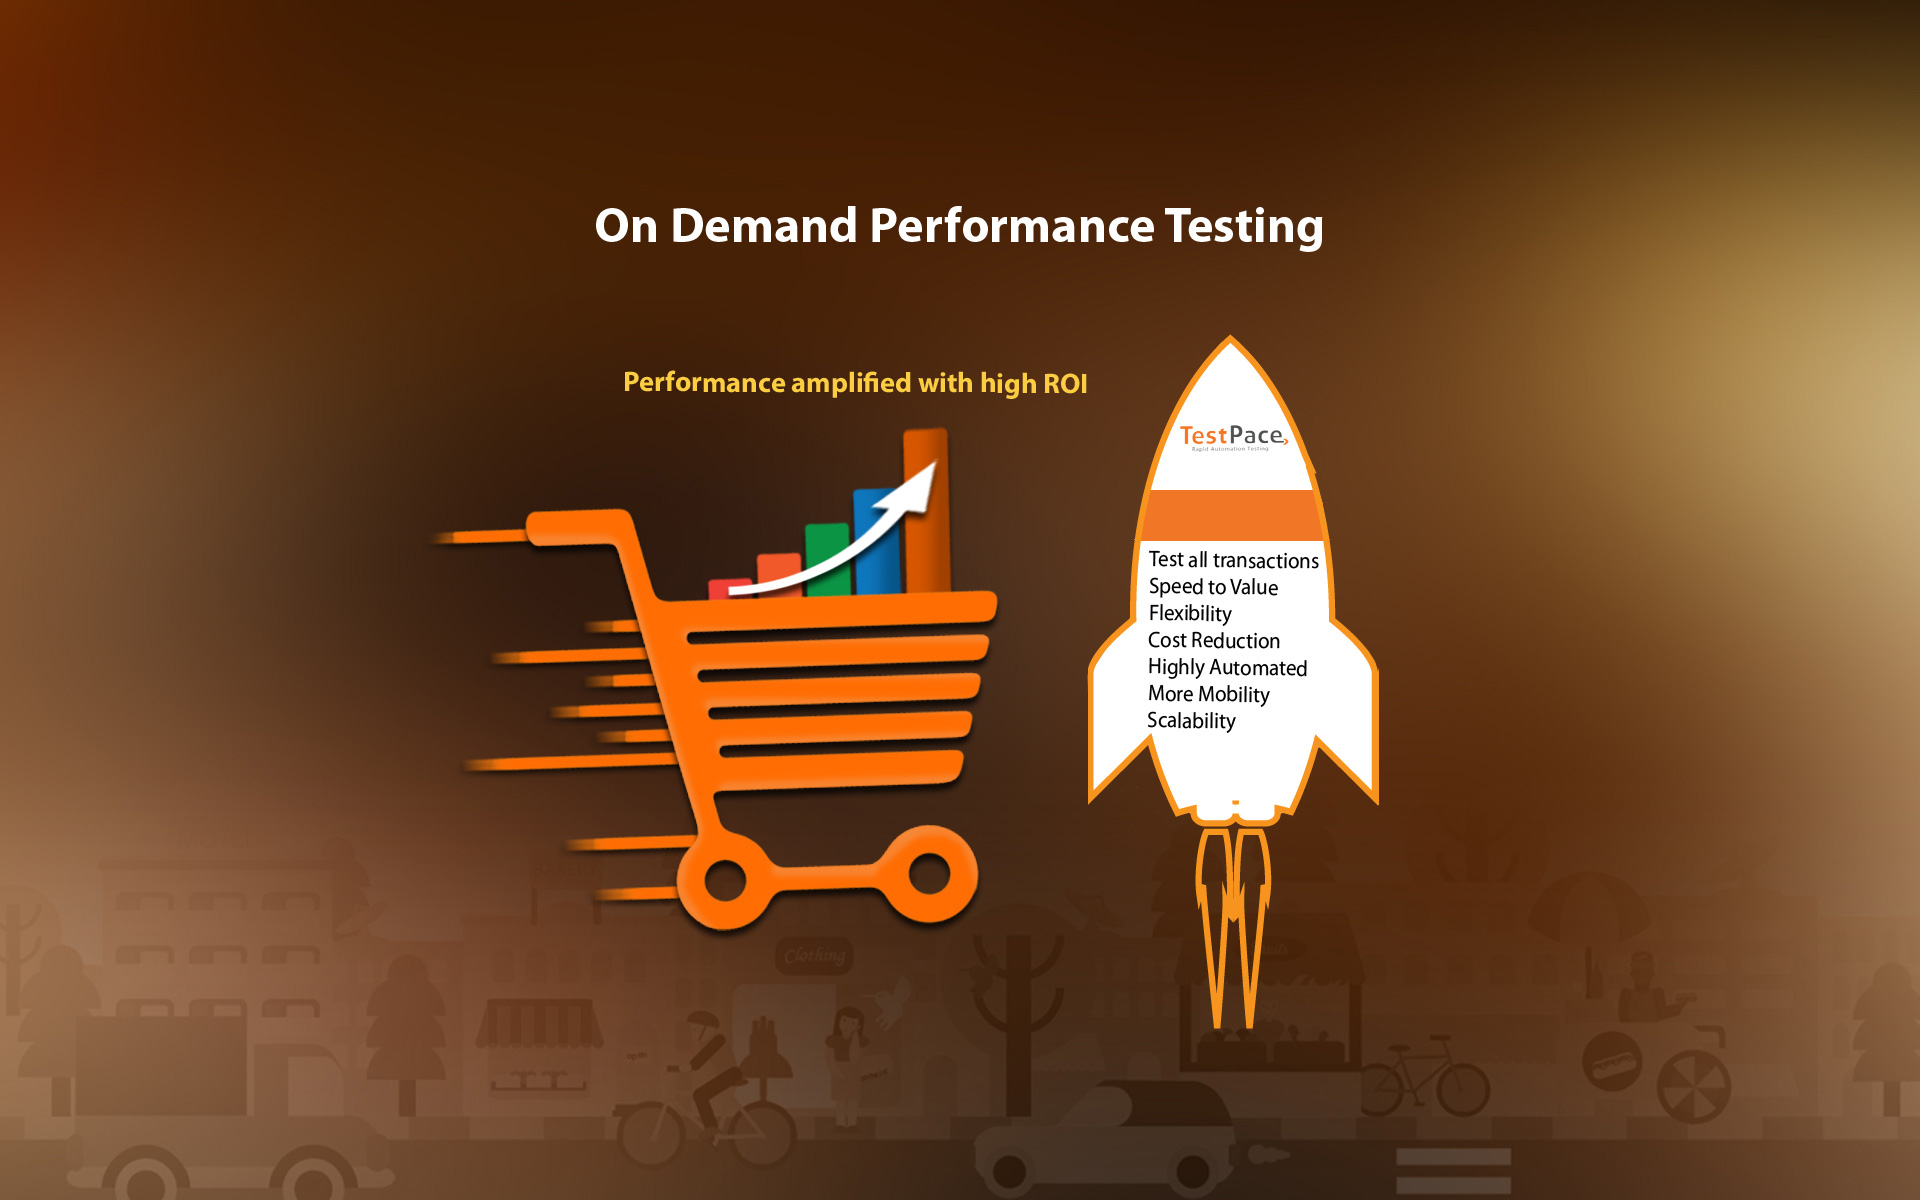 On Demand Performance Testing
Performance amplified with high ROI
TestPace
Rapid Automation Testing
Test all transactions
Speed to Value
Flexibility
Cost Reduction
Highly Automated
More Mobility
Scalability
Clothing